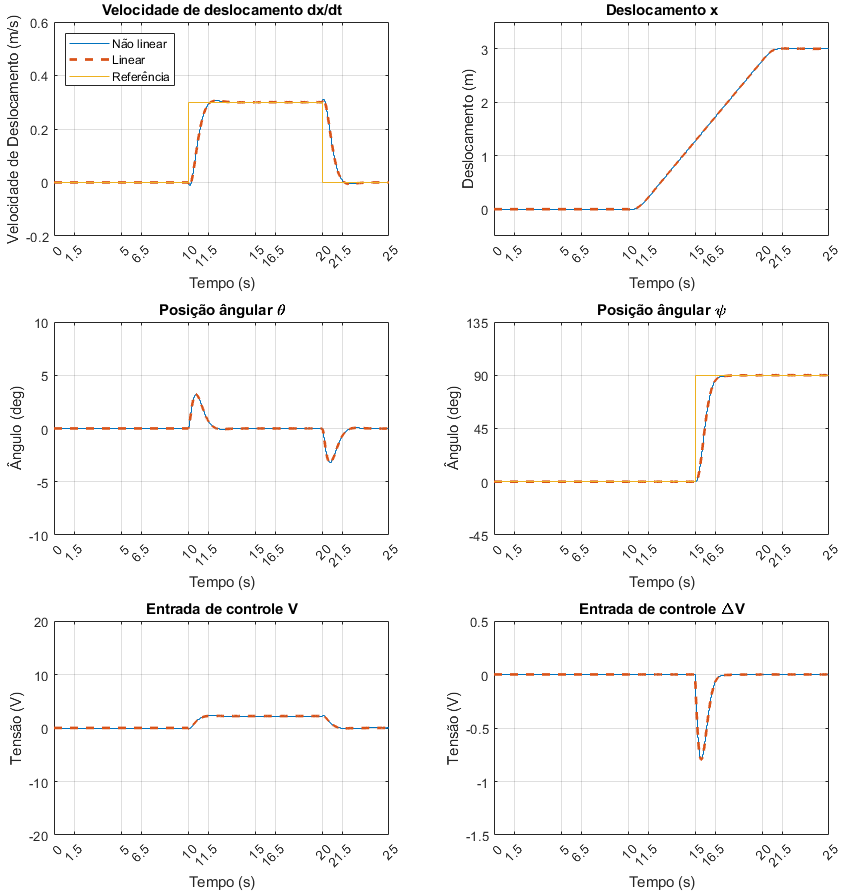 Velocidade de deslocamento dx/dt
Velocidade de Deslocamento (m/s)
0.6
0.4
0.2
0
-0.2
Não linear
Linear
Referência
0 1.5 5 6.5 10 11.5 15 16.5 20 21.5 25
Tempo (s)
Deslocamento x
Deslocamento (m)
3
2
1
0
0 1.5 5 6.5 10 11.5 15 16.5 20 21.5 25
Tempo (s)
Posição ângular θ
Ângulo (deg)
10
5
0
-5
-10
0 1.5 5 6.5 10 11.5 15 16.5 20 21.5 25
Tempo (s)
Posição ângular ψ
Ângulo (deg)
135
90
45
0
-45
0 1.5 5 6.5 10 11.5 15 16.5 20 21.5 25
Tempo (s)
Entrada de controle V
Tensão (V)
20
10
0
-10
-20
0 1.5 5 6.5 10 11.5 15 16.5 20 21.5 25
Tempo (s)
Entrada de controle ΔV
Tensão (V)
0.5
0
-0.5
-1
-1.5
0 1.5 5 6.5 10 11.5 15 16.5 20 21.5 25
Tempo (s)